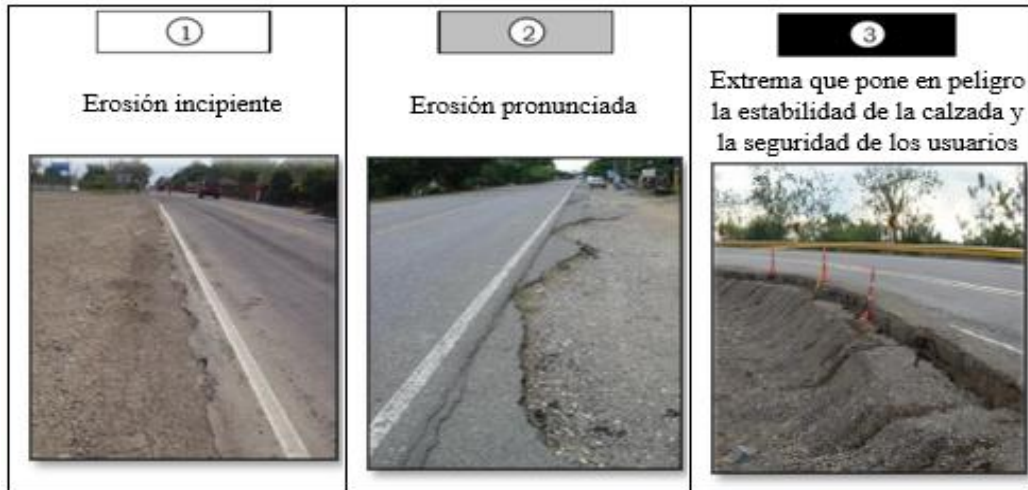 ①
Erosión incipiente
②
Erosión pronunciada
③
Extrema que pone en peligro
la estabilidad de la calzada y
la seguridad de los usuarios